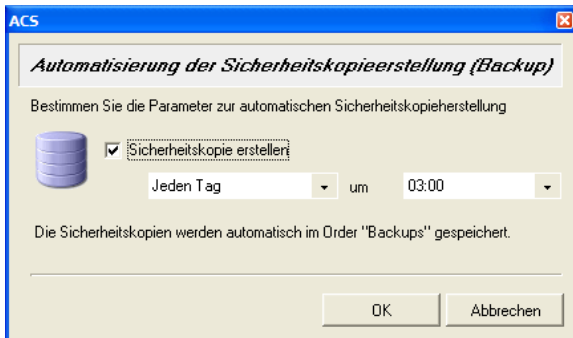 ACS
Automatisierung der Sicherheitskopieerstellung (Backup)
Bestimmen Sie die Parameter zur automatischen Sicherheitskopieherstellung
Sicherheitskopie erstellen
Jeden Tag um 03:00
Die Sicherheitskopien werden automatisch im Order "Backups" gespeichert.
OK Abbrechen